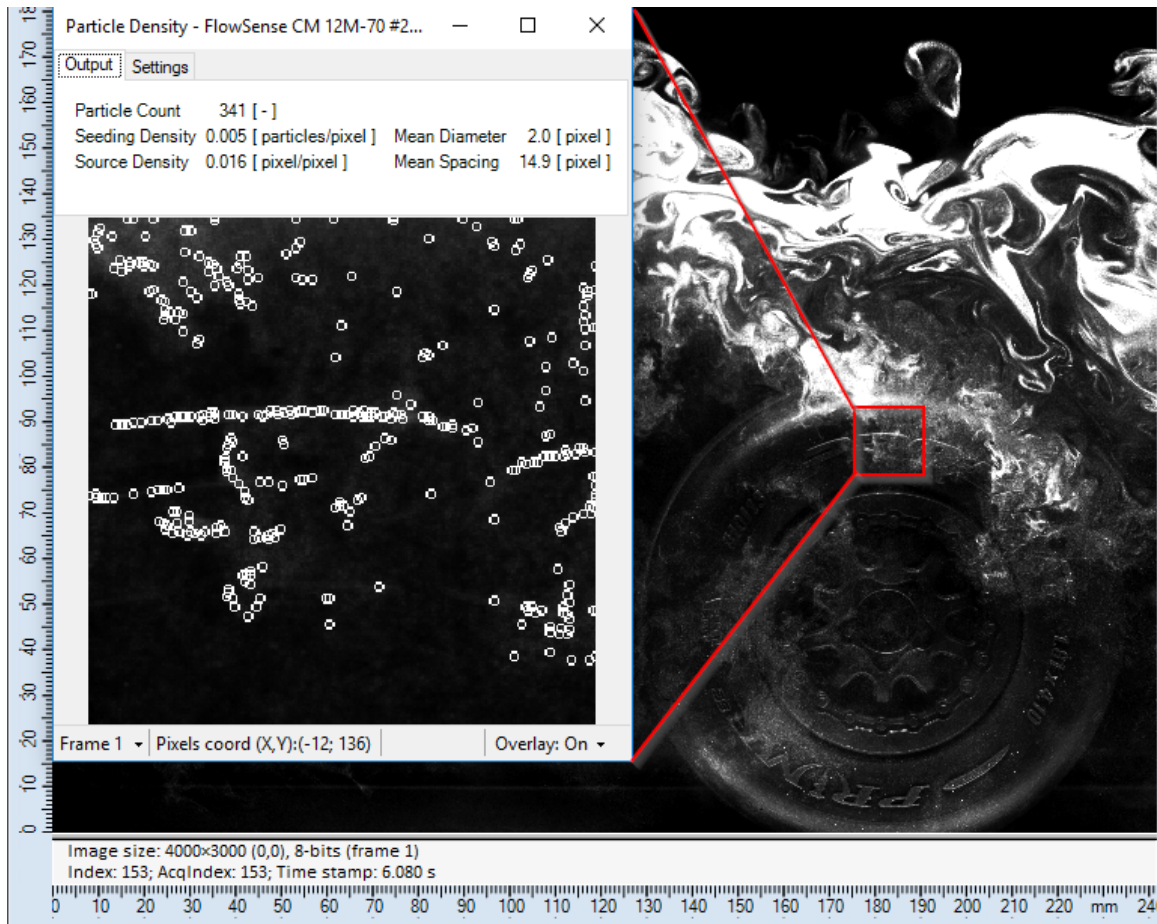 Particle Density - FlowSense CM 12M-70 #2...
Output Settings
Particle Count 341 [ - ]
Seeding Density 0.005 [ particles/pixel ] Mean Diameter 2.0 [ pixel ]
Source Density 0.016 [ pixel/pixel ] Mean Spacing 14.9 [ pixel ]
Frame 1 Pixels coord (X,Y):(-12; 136) Overlay: On
18
170
160
150
140
130
120
110
100
90
80
70
60
50
40
30
20
10
0
PRIM
Image size: 4000×3000 (0,0), 8-bits (frame 1)
Index: 153; AcqIndex: 153; Time stamp: 6.080 s
0 10 20 30 40 50 60 70 80 90 100 110 120 130 140 150 160 170 180 190 200 210 220 mm 24